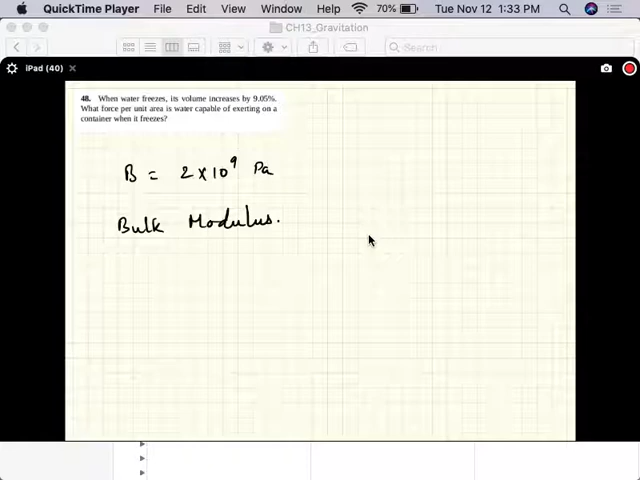 QuickTime Player File Edit View Window Help 70% Tue Nov 12 1:33 PM
CH13_Gravitation
Search
iPad (40)
48. When water freezes, its volume increases by 9.05%.
What force per unit area is water capable of exerting on a
container when it freezes?
B = 2×10⁹ Pa
Bulk Modulus.